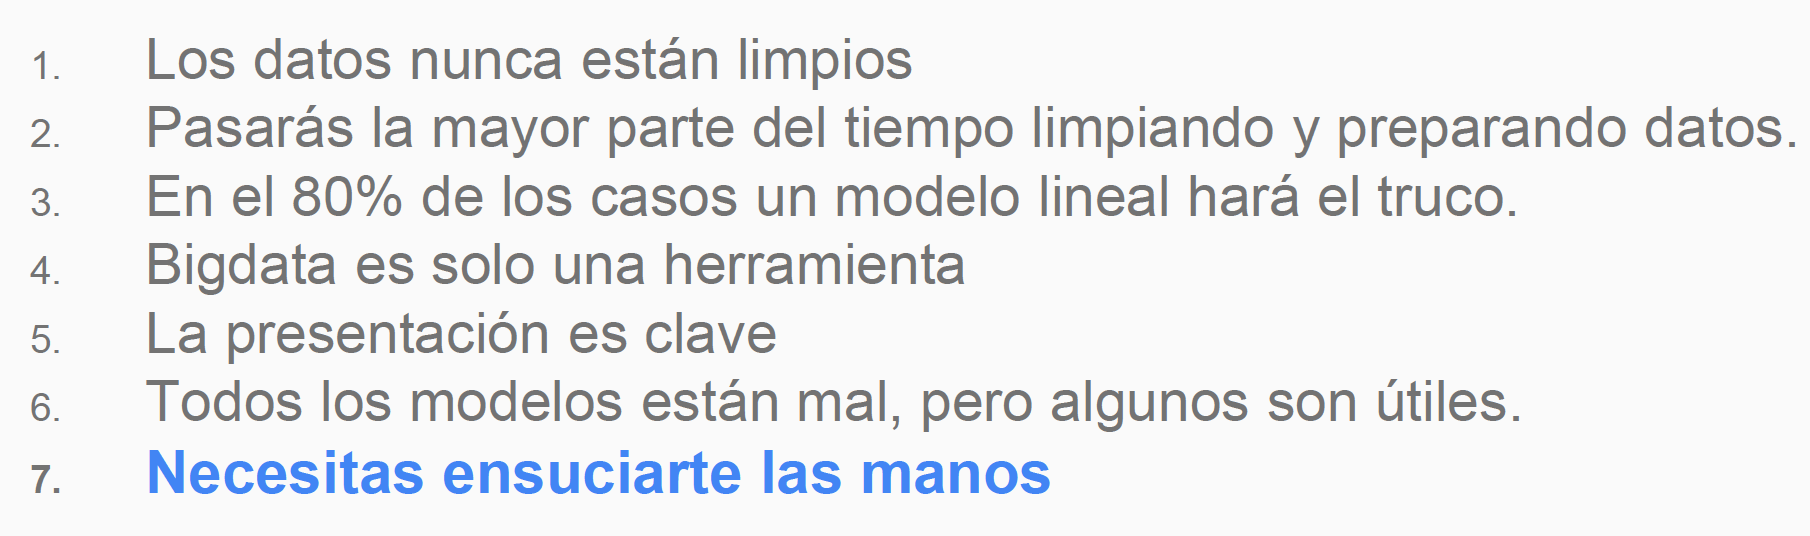 1. Los datos nunca están limpios
2. Pasarás la mayor parte del tiempo limpiando y preparando datos.
3. En el 80% de los casos un modelo lineal hará el truco.
4. Bigdata es solo una herramienta
5. La presentación es clave
6. Todos los modelos están mal, pero algunos son útiles.
7. Necesitas ensuciarte las manos